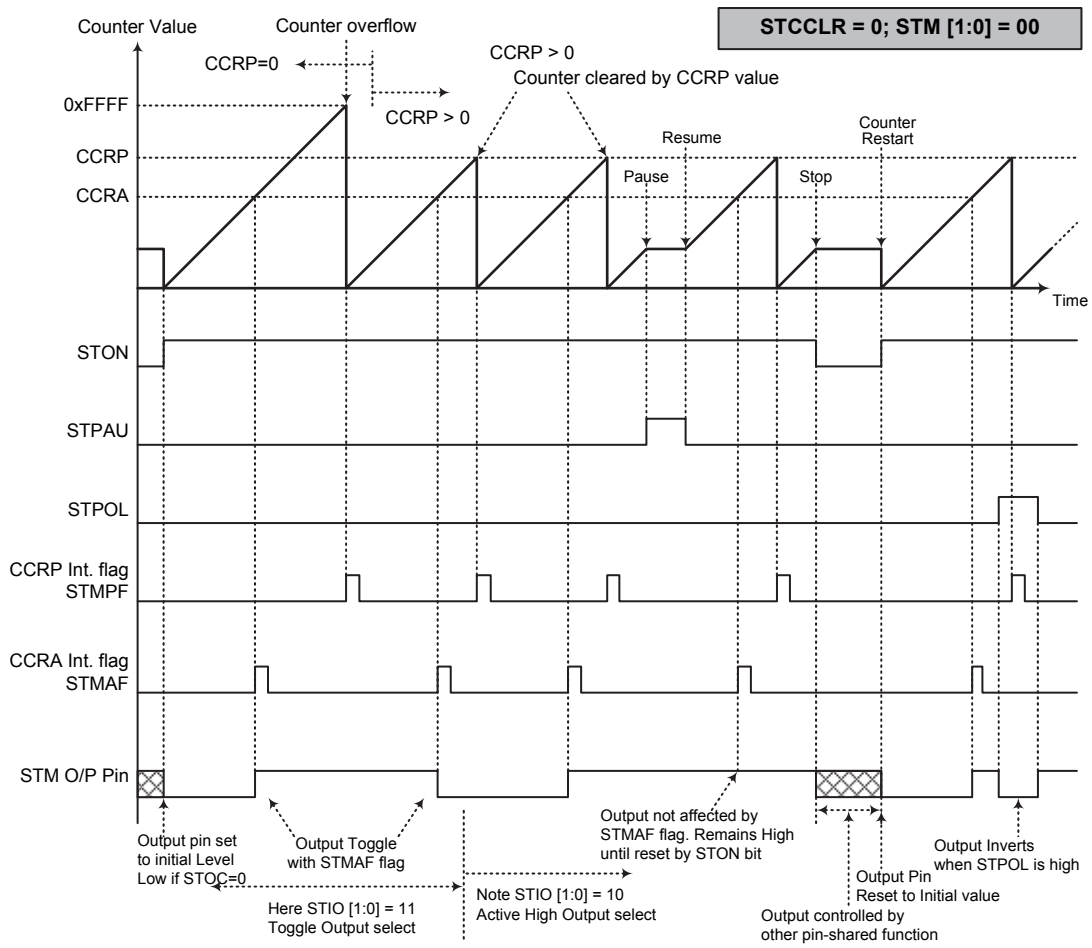 Counter Value
Counter overflow
STCCLR = 0; STM [1:0] = 00
CCRP=0
CCRP > 0
CCRP > 0
Counter cleared by CCRP value
0xFFFF
CCRP
CCRA
Pause
Resume
Stop
Counter
Restart
Time
STON
STPAU
STPOL
CCRP Int. flag
STMPF
CCRA Int. flag
STMAF
STM O/P Pin
Output pin set
to initial Level
Low if STOC=0
Output Toggle
with STMAF flag
Output not affected by
STMAF flag. Remains High
until reset by STON bit
Output Inverts
when STPOL is high
Output Pin
Reset to Initial value
Here STIO [1:0] = 11
Toggle Output select
Note STIO [1:0] = 10
Active High Output select
Output controlled by
other pin-shared function